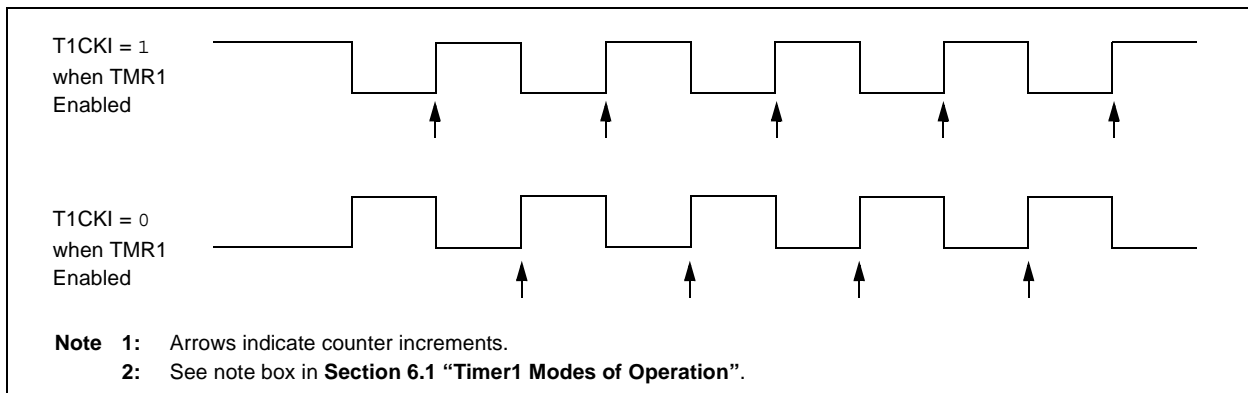 T1CKI = 1
when TMR1
Enabled
T1CKI = 0
when TMR1
Enabled
Note 1: Arrows indicate counter increments.
2: See note box in Section 6.1 “Timer1 Modes of Operation”.